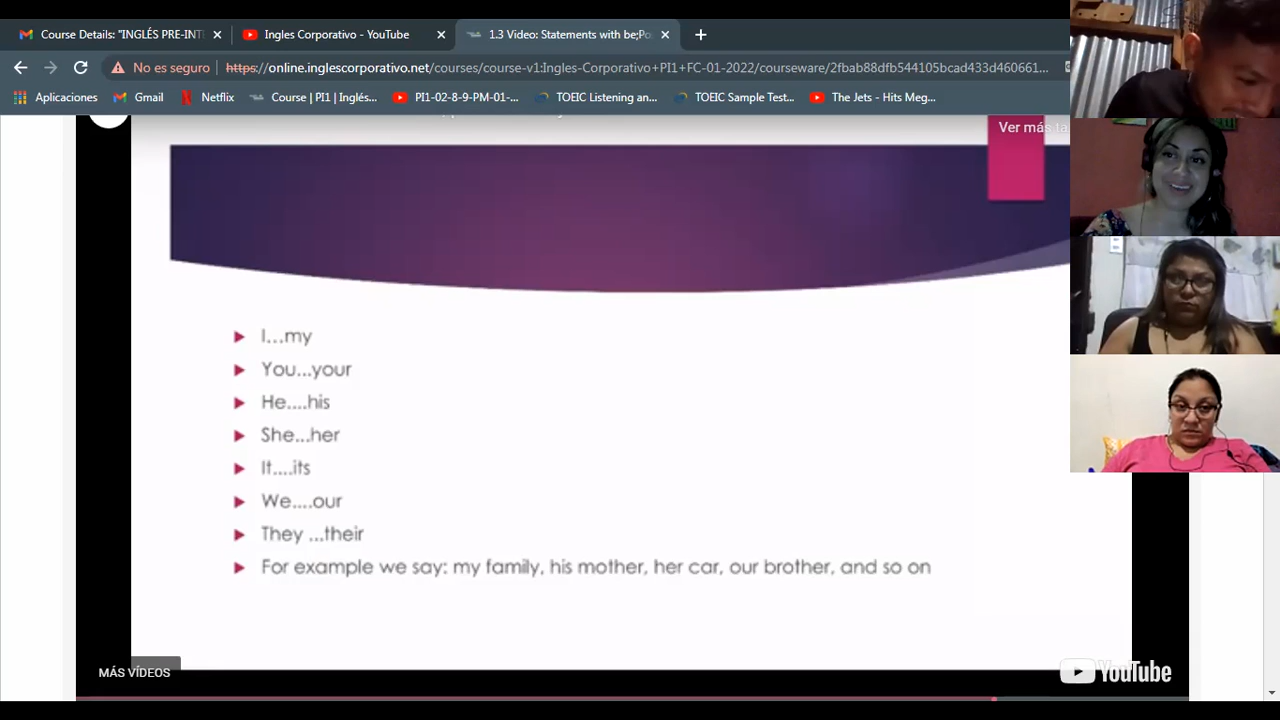 Course Details: "INGLÉS PRE-INT
Ingles Corporativo - YouTube
1.3 Video: Statements with be;Po
No es seguro
https://online.inglescorporativo.net/courses/course-v1:Ingles-Corporativo+PI1+FC-01-2022/courseware/2fbab88dfb544105bcad433d460661...
Aplicaciones
Gmail
Netflix
Course | PI1 | Inglés...
PI1-02-8-9-PM-01-...
TOEIC Listening an...
TOEIC Sample Test...
The Jets - Hits Meg...
Ver más ta
I...my
You...your
He....his
She...her
It....its
We....our
They ...their
For example we say: my family, his mother, her car, our brother, and so on
MÁS VÍDEOS
YouTube